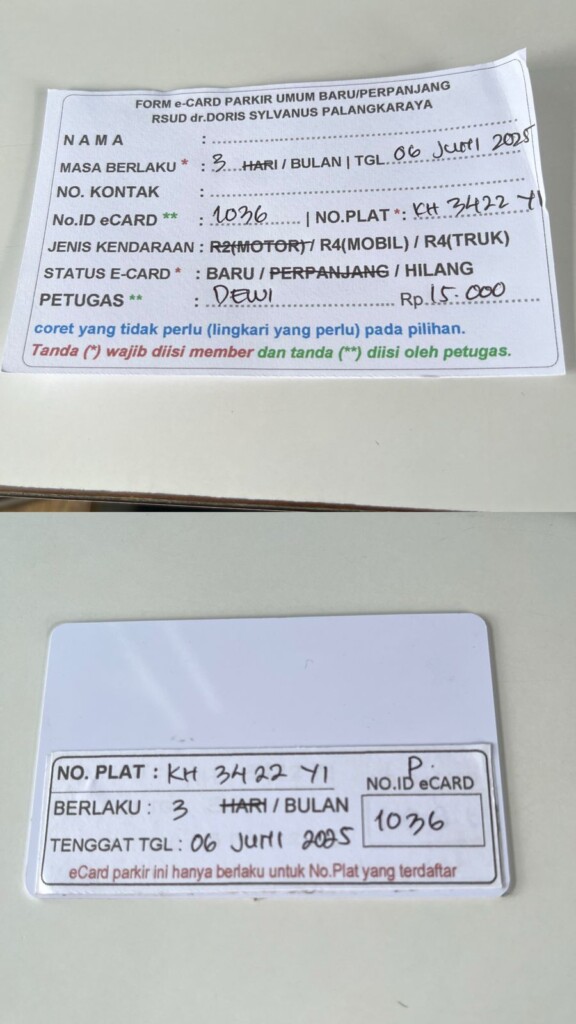 FORM e-CARD PARKIR UMUM BARU/PERPANJANG
RSUD dr.DORIS SYLVANUS PALANGKARAYA
NAMA :
MASA BERLAKU * : 3 HARI / BULAN | TGL. 06 JUNI 2025
NO. KONTAK :
No.ID eCARD ** : 1036 | NO.PLAT *: KH 3422 YI
JENIS KENDARAAN : R2(MOTOR) / R4(MOBIL) / R4(TRUK)
STATUS E-CARD * : BARU / PERPANJANG / HILANG
PETUGAS ** : DEWI Rp.15.000
coret yang tidak perlu (lingkari yang perlu) pada pilihan.
Tanda (*) wajib diisi member dan tanda (**) diisi oleh petugas.
NO. PLAT : KH 3422 YI
P.
NO.ID eCARD
BERLAKU : 3 HARI / BULAN
1036
TENGGAT TGL : 06 JUNI 2025
eCard parkir ini hanya berlaku untuk No.Plat yang terdaftar